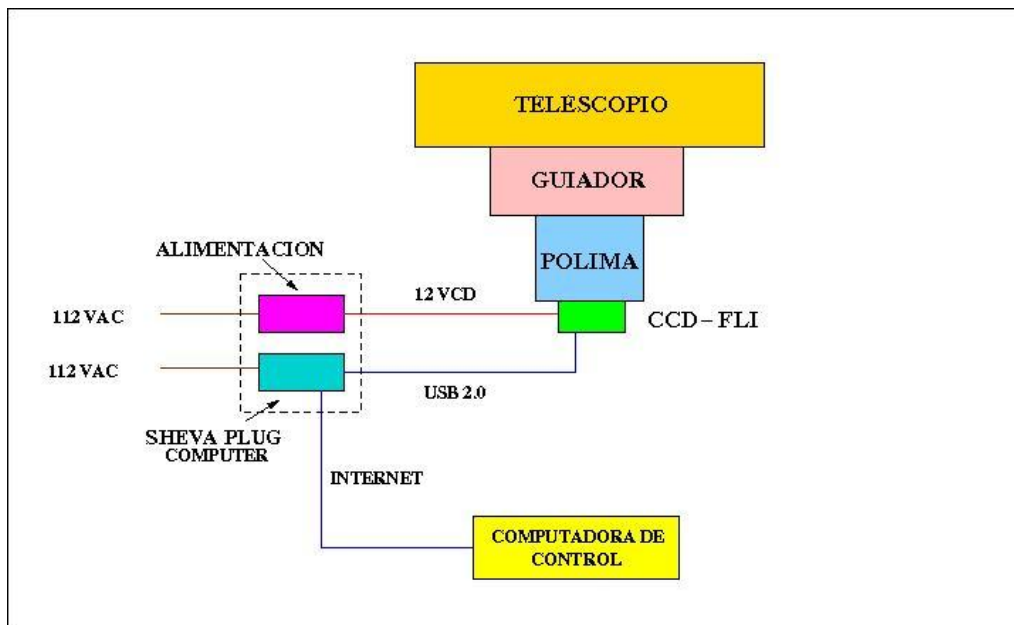 TELESCOPIO
GUIADOR
POLIMA
ALIMENTACION
12 VCD
112 VAC
CCD – FLI
112 VAC
USB 2.0
SHEVA PLUG
COMPUTER
INTERNET
COMPUTADORA DE
CONTROL